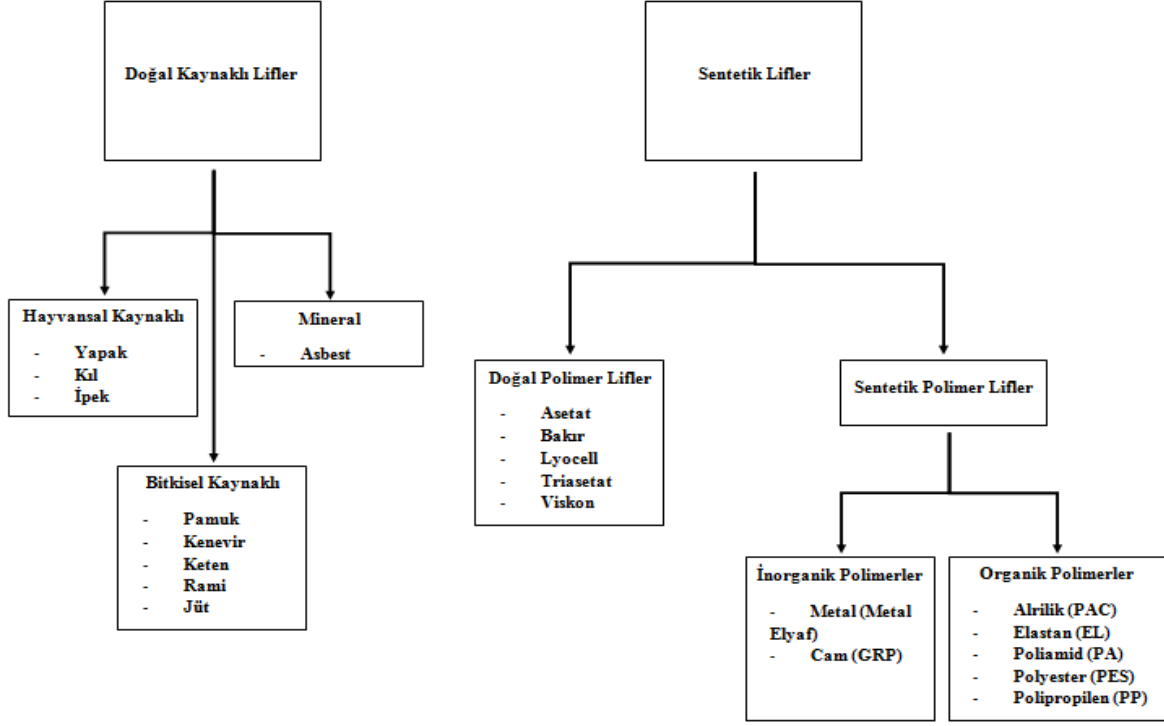 Doğal Kaynaklı Lifler
Sentetik Lifler
Hayvansal Kaynaklı
- Yapak
- Kıl
- İpek
Mineral
- Asbest
Bitkisel Kaynaklı
- Pamuk
- Kenevir
- Keten
- Rami
- Jüt
Doğal Polimer Lifler
- Asetat
- Bakır
- Lyocell
- Triasetat
- Viskon
Sentetik Polimer Lifler
İnorganik Polimerler
- Metal (Metal
Elyaf)
- Cam (GRP)
Organik Polimerler
- Alrilik (PAC)
- Elastan (EL)
- Poliamid (PA)
- Polyester (PES)
- Polipropilen (PP)